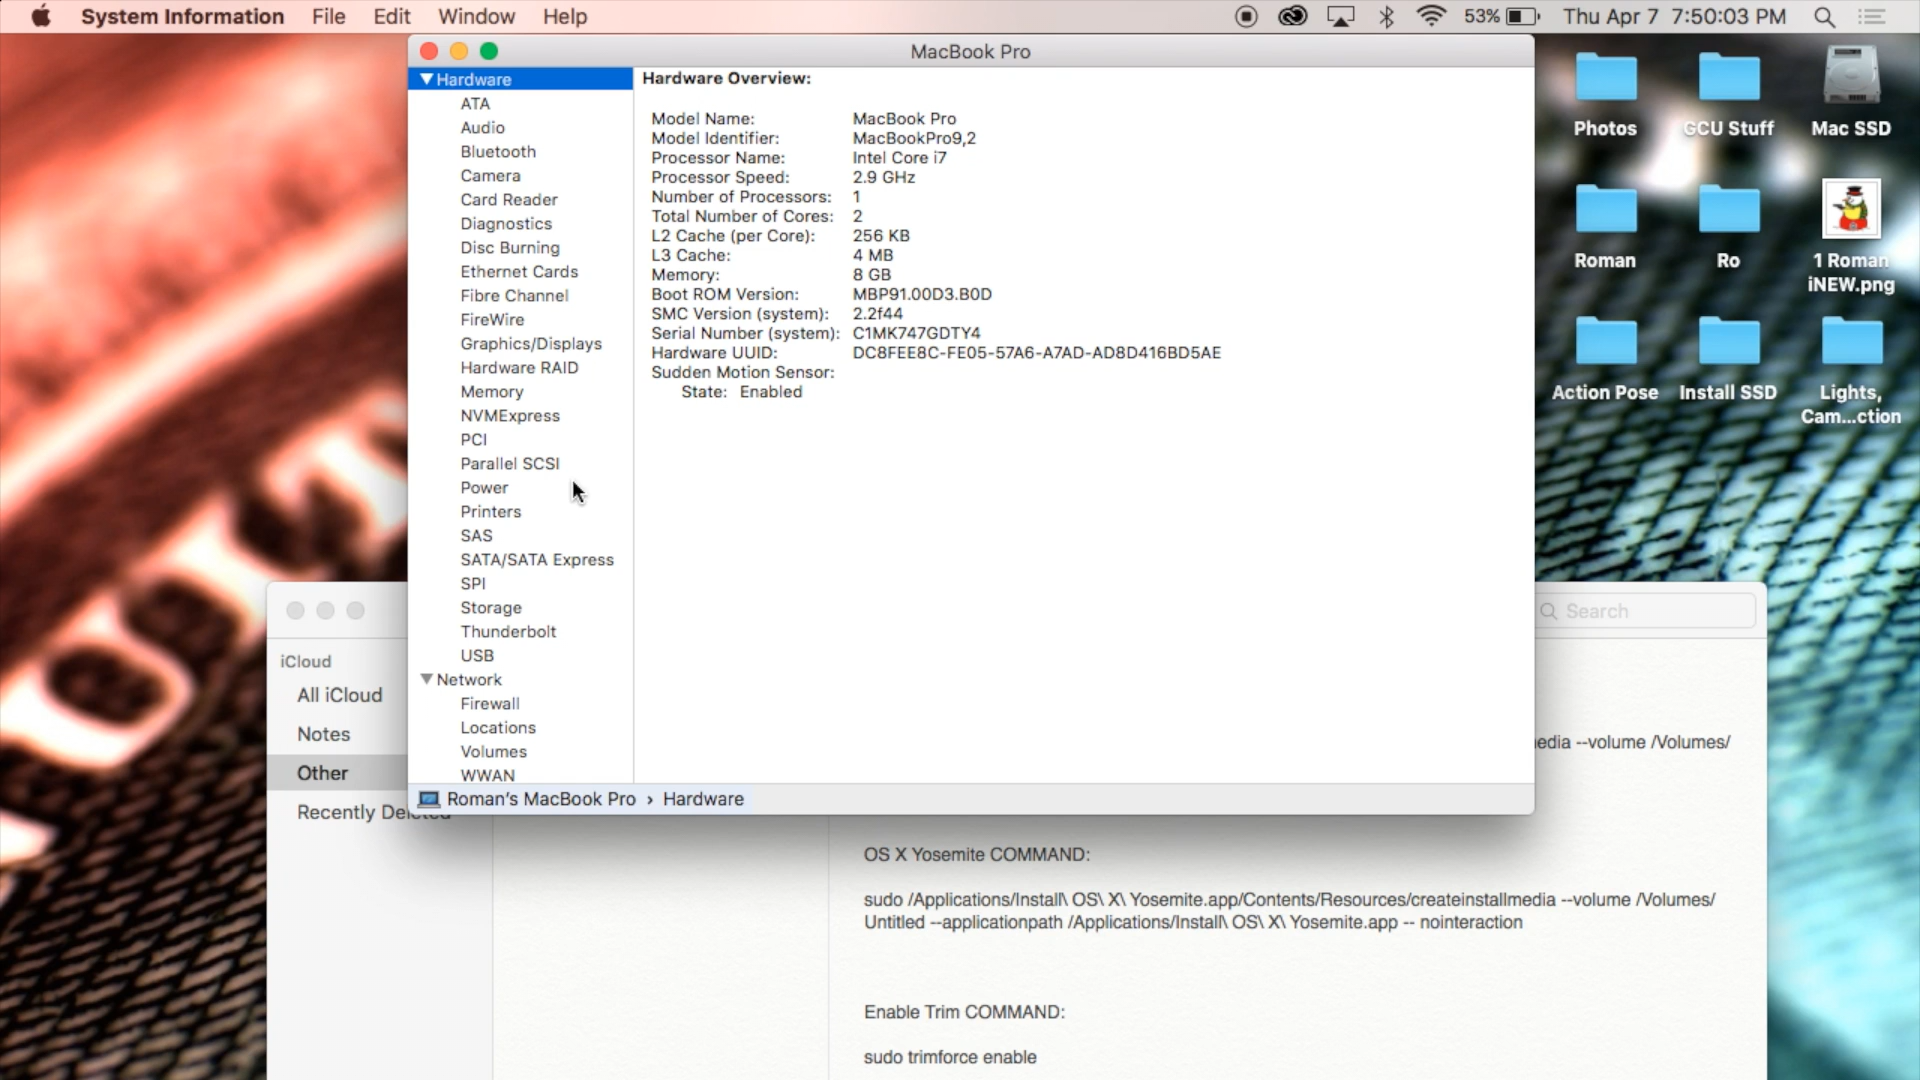 System Information File Edit Window Help
53% Thu Apr 7 7:50:03 PM
MacBook Pro
Hardware
ATA
Audio
Bluetooth
Camera
Card Reader
Diagnostics
Disc Burning
Ethernet Cards
Fibre Channel
FireWire
Graphics/Displays
Hardware RAID
Memory
NVMExpress
PCI
Parallel SCSI
Power
Printers
SAS
SATA/SATA Express
SPI
Storage
Thunderbolt
USB
Network
Firewall
Locations
Volumes
WWAN
Hardware Overview:
Model Name: MacBook Pro
Model Identifier: MacBookPro9,2
Processor Name: Intel Core i7
Processor Speed: 2.9 GHz
Number of Processors: 1
Total Number of Cores: 2
L2 Cache (per Core): 256 KB
L3 Cache: 4 MB
Memory: 8 GB
Boot ROM Version: MBP91.00D3.B0D
SMC Version (system): 2.2f44
Serial Number (system): C1MK747GDTY4
Hardware UUID: DC8FEE8C-FE05-57A6-A7AD-AD8D416BD5AE
Sudden Motion Sensor:
State: Enabled
Roman's MacBook Pro › Hardware
Photos
GCU Stuff
Mac SSD
Roman
Ro
1 Roman
iNEW.png
Action Pose
Install SSD
Lights,
Cam...ction
Search
iCloud
All iCloud
Notes
Other
Recently Deleted
--volume /Volumes/
OS X Yosemite COMMAND:
sudo /Applications/Install\ OS\ X\ Yosemite.app/Contents/Resources/createinstallmedia --volume /Volumes/
Untitled --applicationpath /Applications/Install\ OS\ X\ Yosemite.app -- nointeraction
Enable Trim COMMAND:
sudo trimforce enable